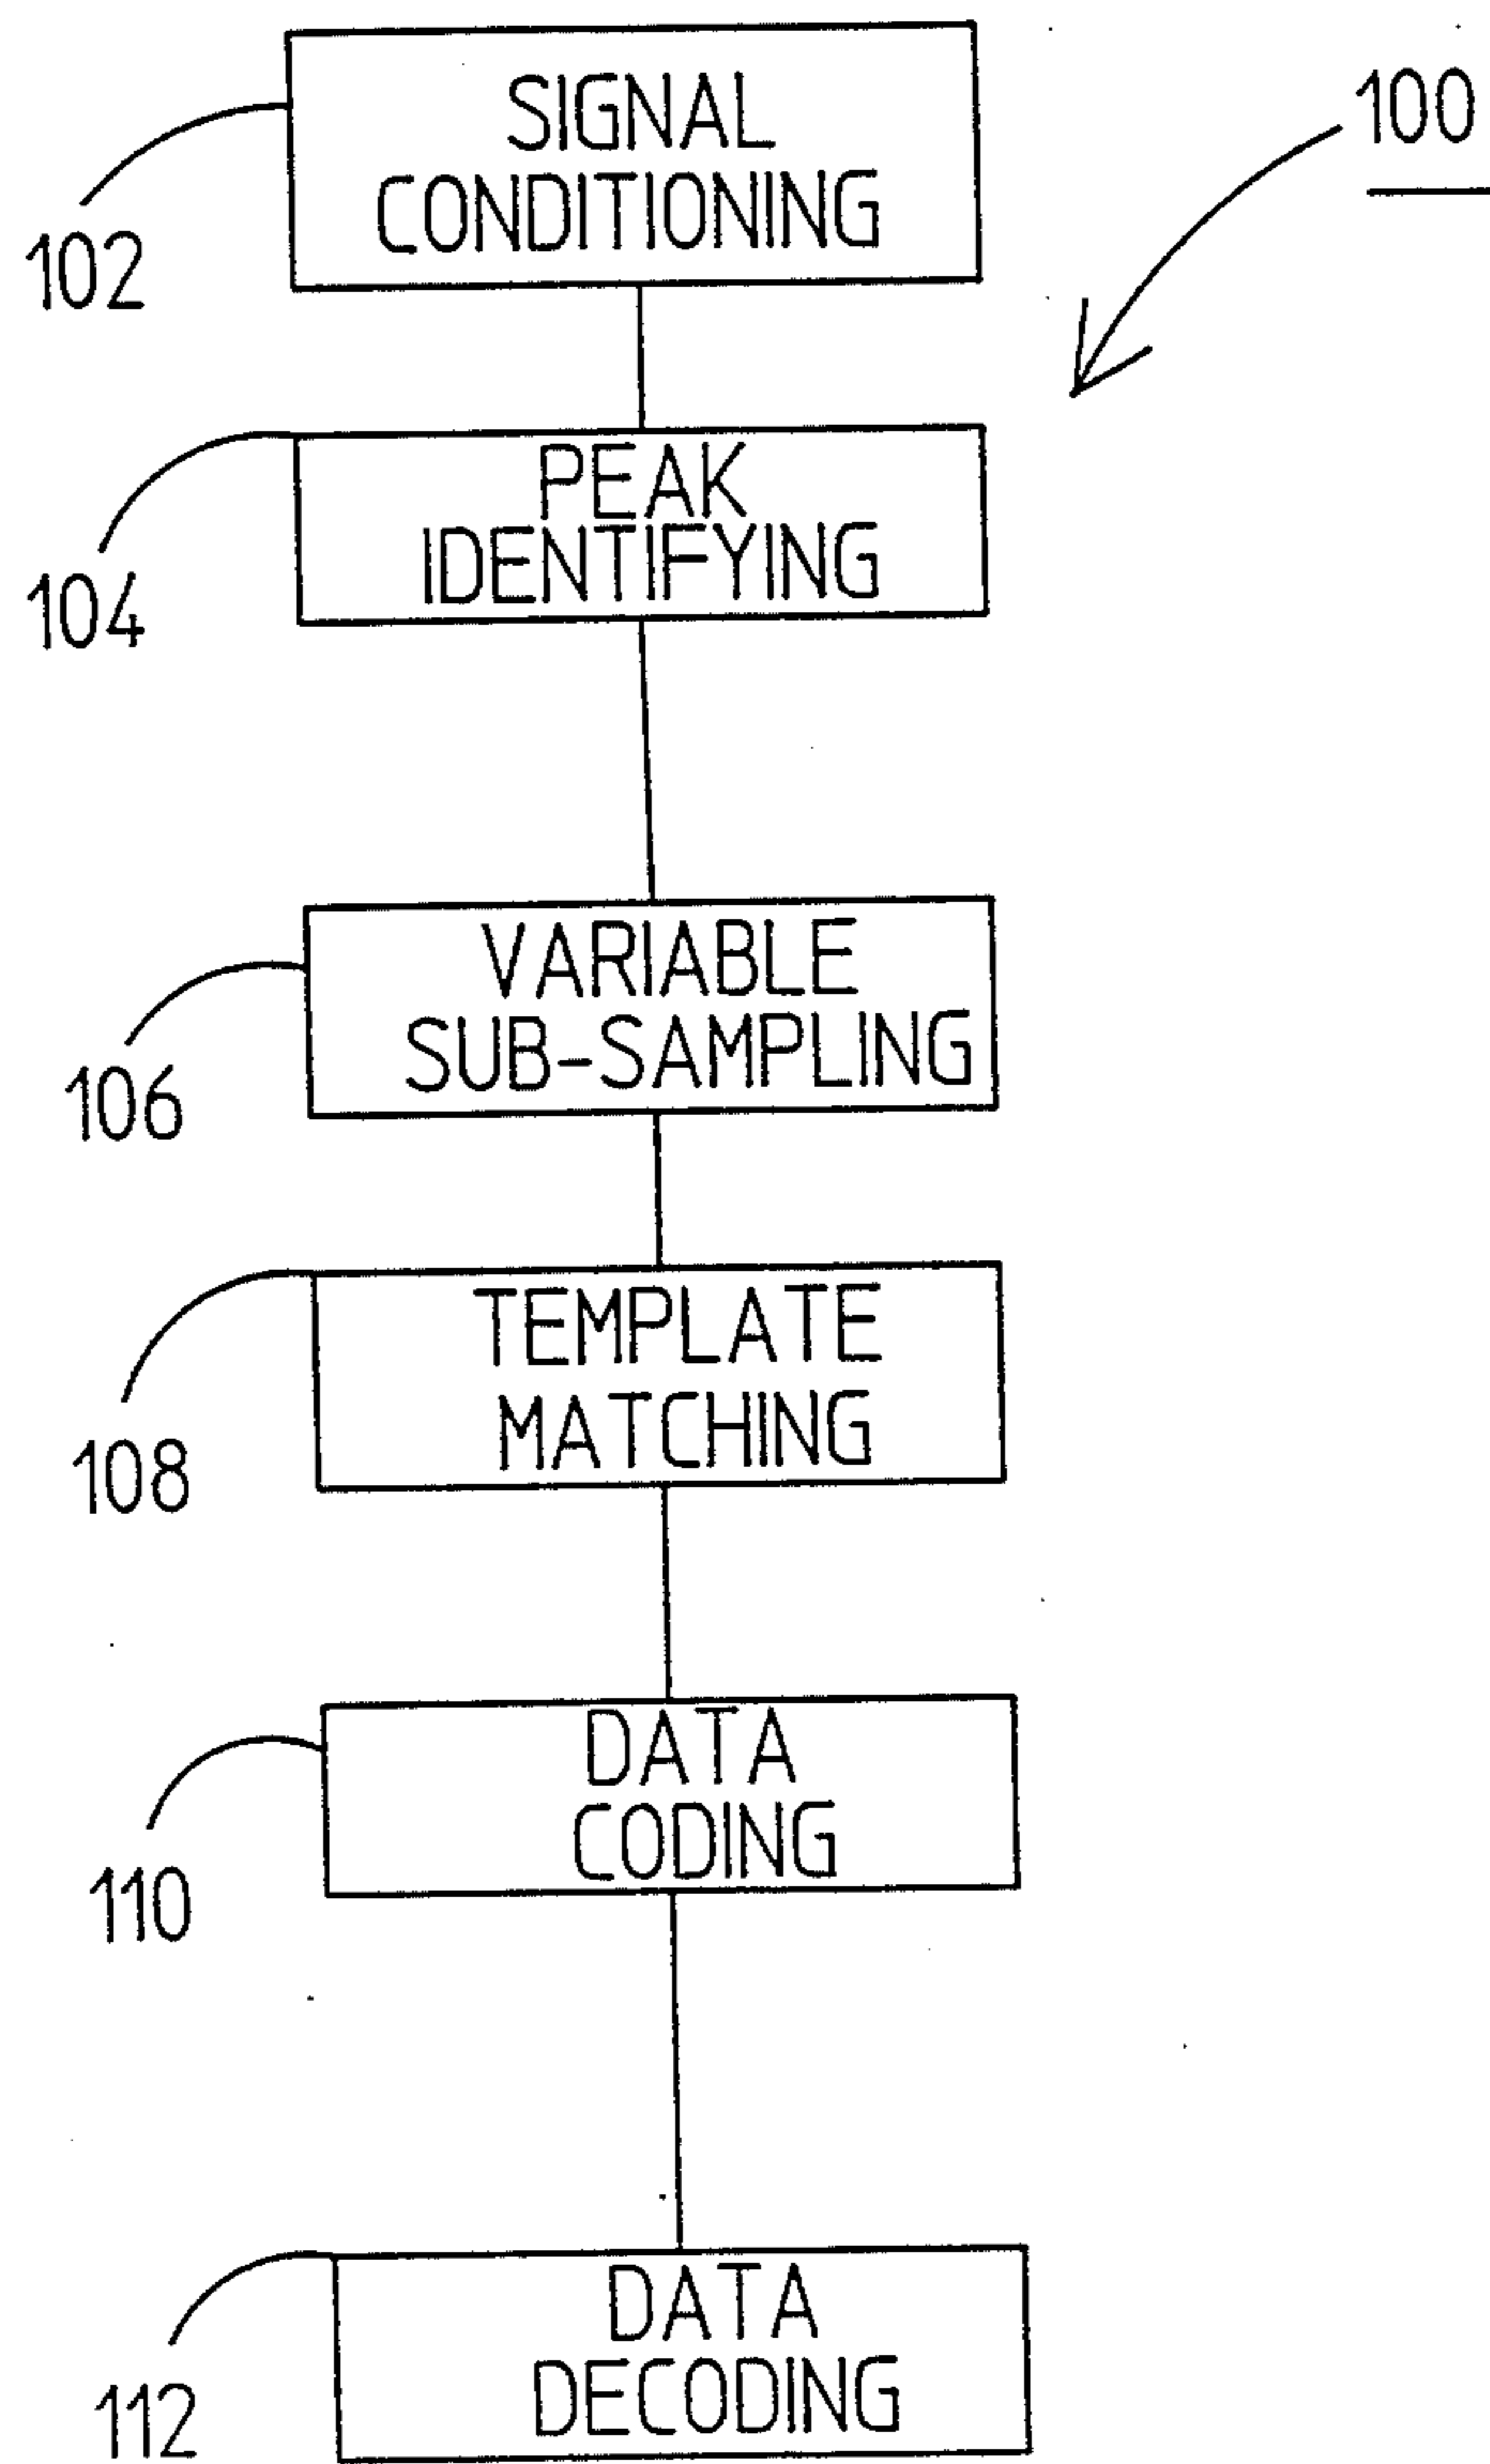 SIGNAL
CONDITIONING
100
102
PEAK
IDENTIFYING
104
VARIABLE
SUB-SAMPLING
106
TEMPLATE
MATCHING
108
DATA
CODING
110
DATA
DECODING
112